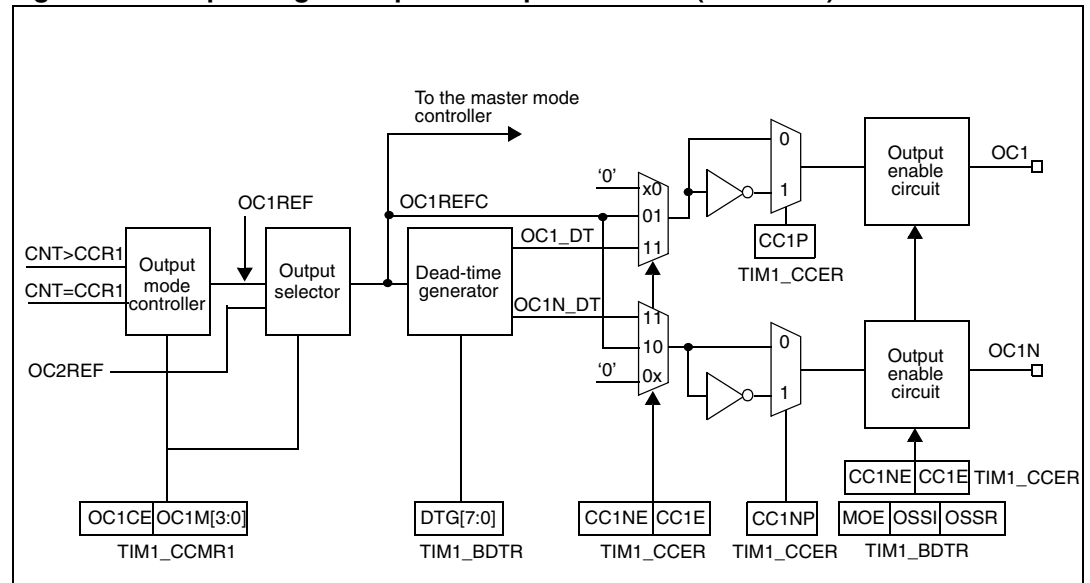 To the master mode
controller
OC1REF
OC1REFC
'0'
x0
01
11
OC1_DT
0
1
CC1P
TIM1_CCER
Output
enable
circuit
OC1
CNT>CCR1
CNT=CCR1
Output
mode
controller
Output
selector
Dead-time
generator
OC1N_DT
11
10
0x
'0'
0
1
Output
enable
circuit
OC1N
OC2REF
OC1CE OC1M[3:0]
TIM1_CCMR1
DTG[7:0]
TIM1_BDTR
CC1NE CC1E
TIM1_CCER
CC1NP
TIM1_CCER
CC1NE CC1E TIM1_CCER
MOE OSSI OSSR
TIM1_BDTR